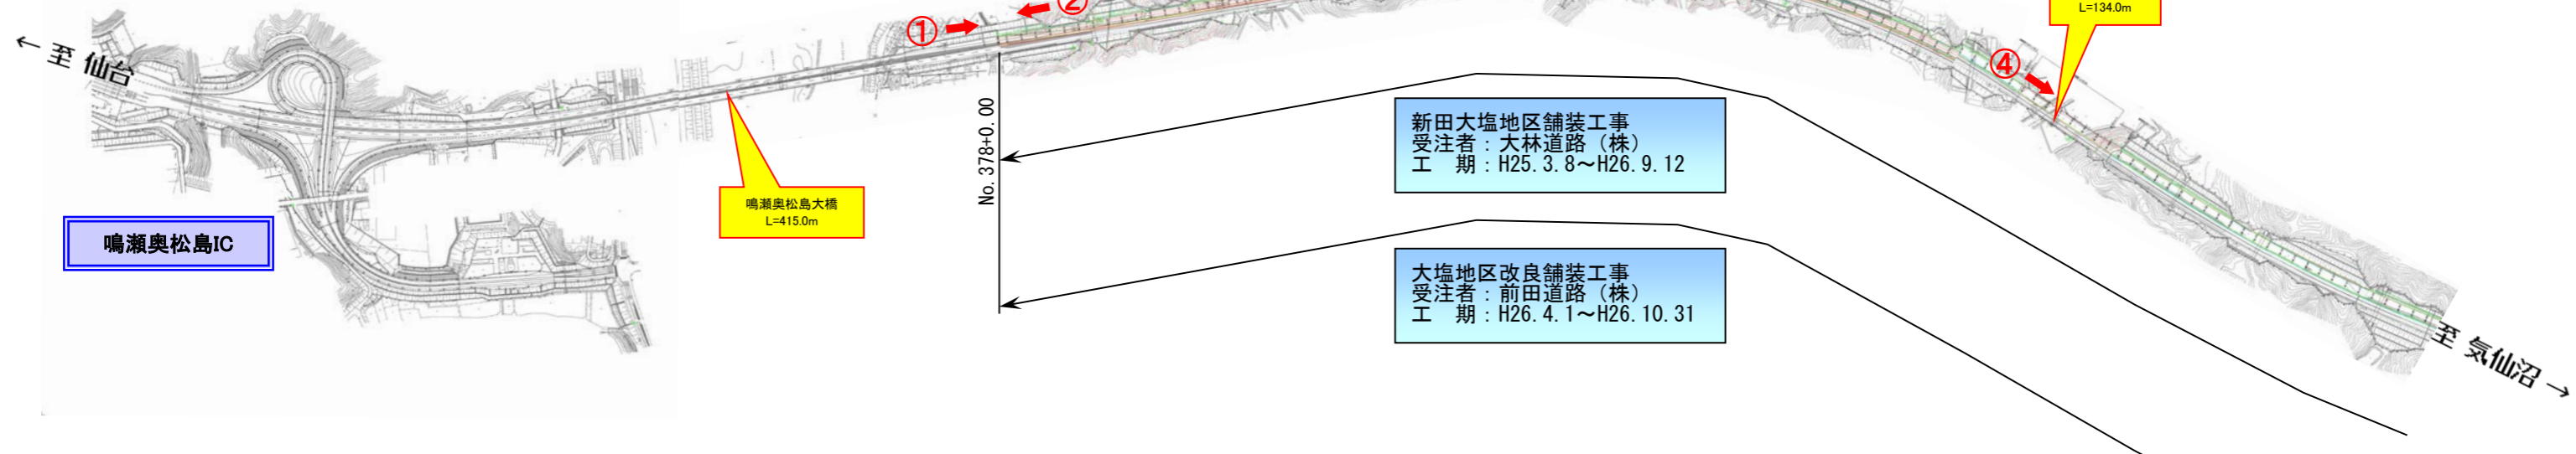 ← 至 仙台
①
②
L=134.0m
④
No.378+0.00
新田大塩地区舗装工事
受注者：大林道路（株）
工　期：H25.3.8～H26.9.12
鳴瀬奥松島大橋
L=415.0m
鳴瀬奥松島IC
大塩地区改良舗装工事
受注者：前田道路（株）
工　期：H26.4.1～H26.10.31
至 気仙沼 →